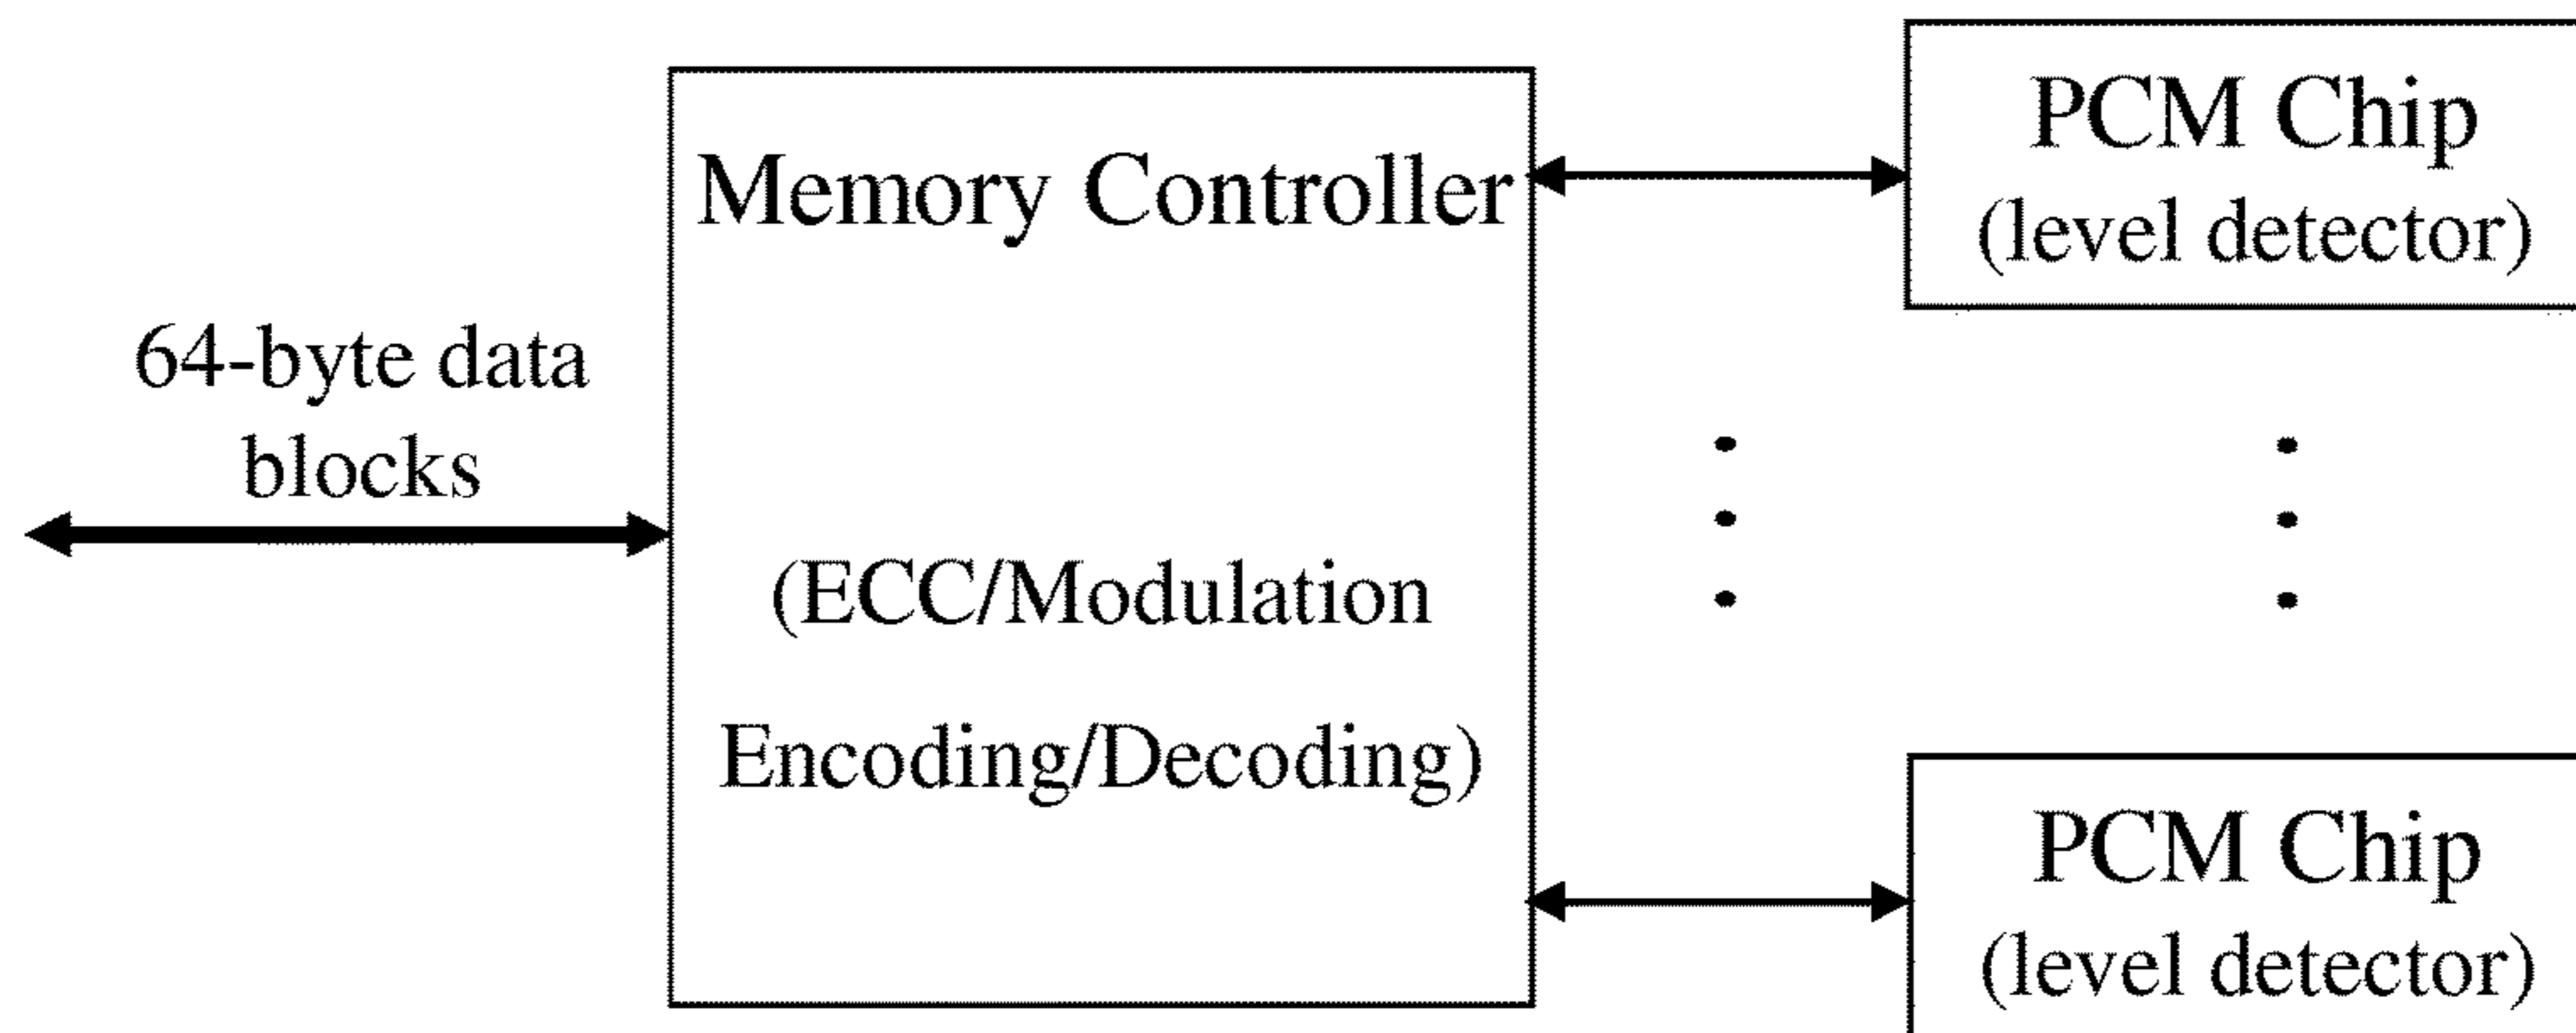 64-byte data
blocks
Memory Controller
(ECC/Modulation
Encoding/Decoding)
PCM Chip
(level detector)
PCM Chip
(level detector)